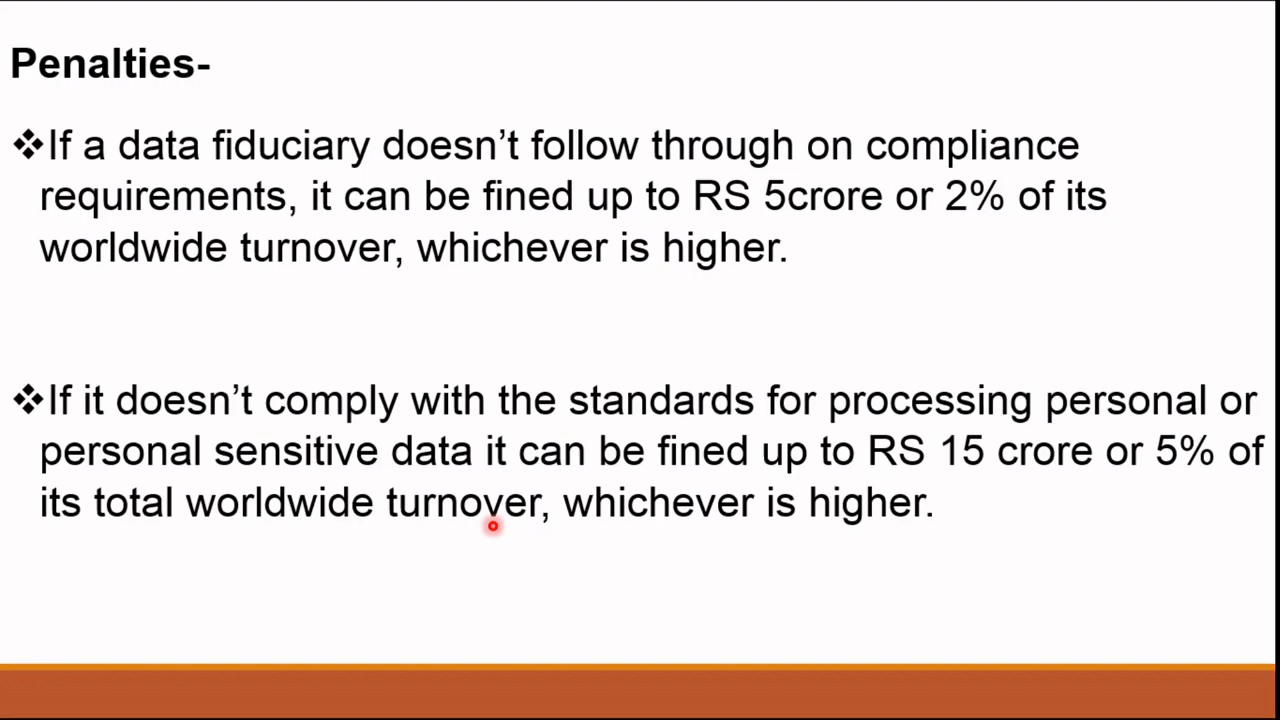 Penalties-
❖If a data fiduciary doesn’t follow through on compliance
requirements, it can be fined up to RS 5crore or 2% of its
worldwide turnover, whichever is higher.
❖If it doesn’t comply with the standards for processing personal or
personal sensitive data it can be fined up to RS 15 crore or 5% of
its total worldwide turnover, whichever is higher.